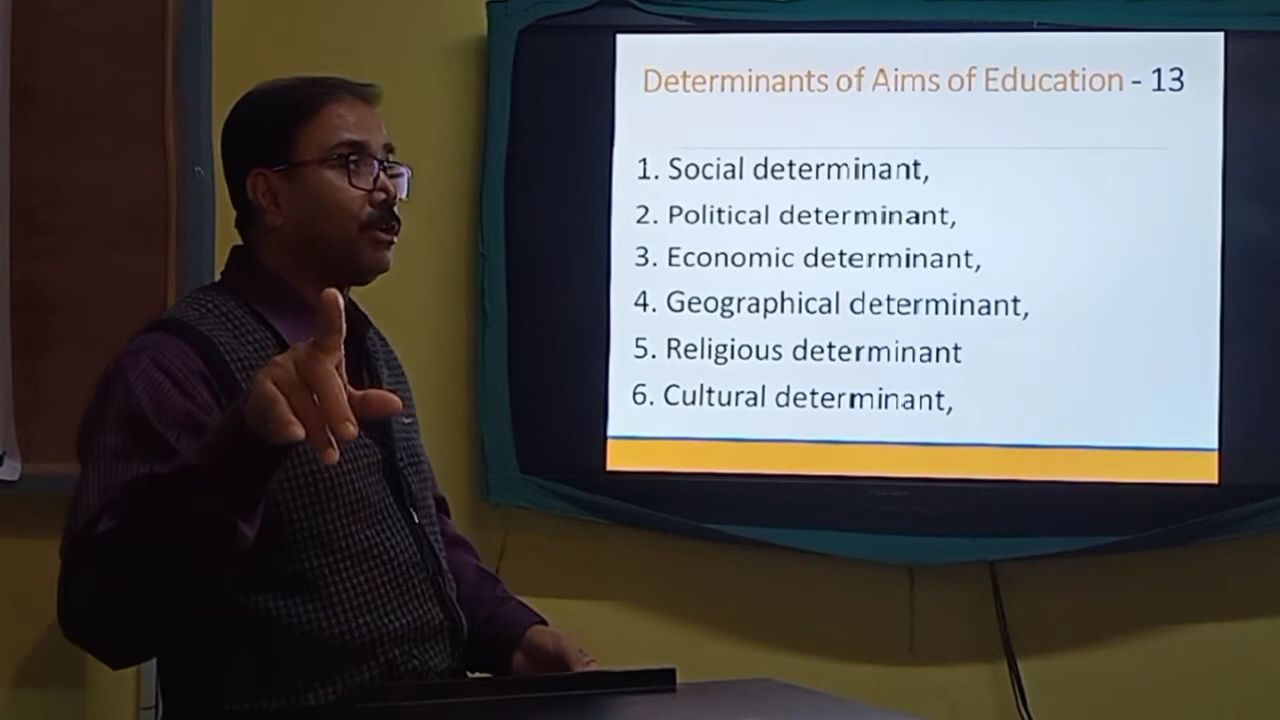 Determinants of Aims of Education - 13
1. Social determinant,
2. Political determinant,
3. Economic determinant,
4. Geographical determinant,
5. Religious determinant
6. Cultural determinant,